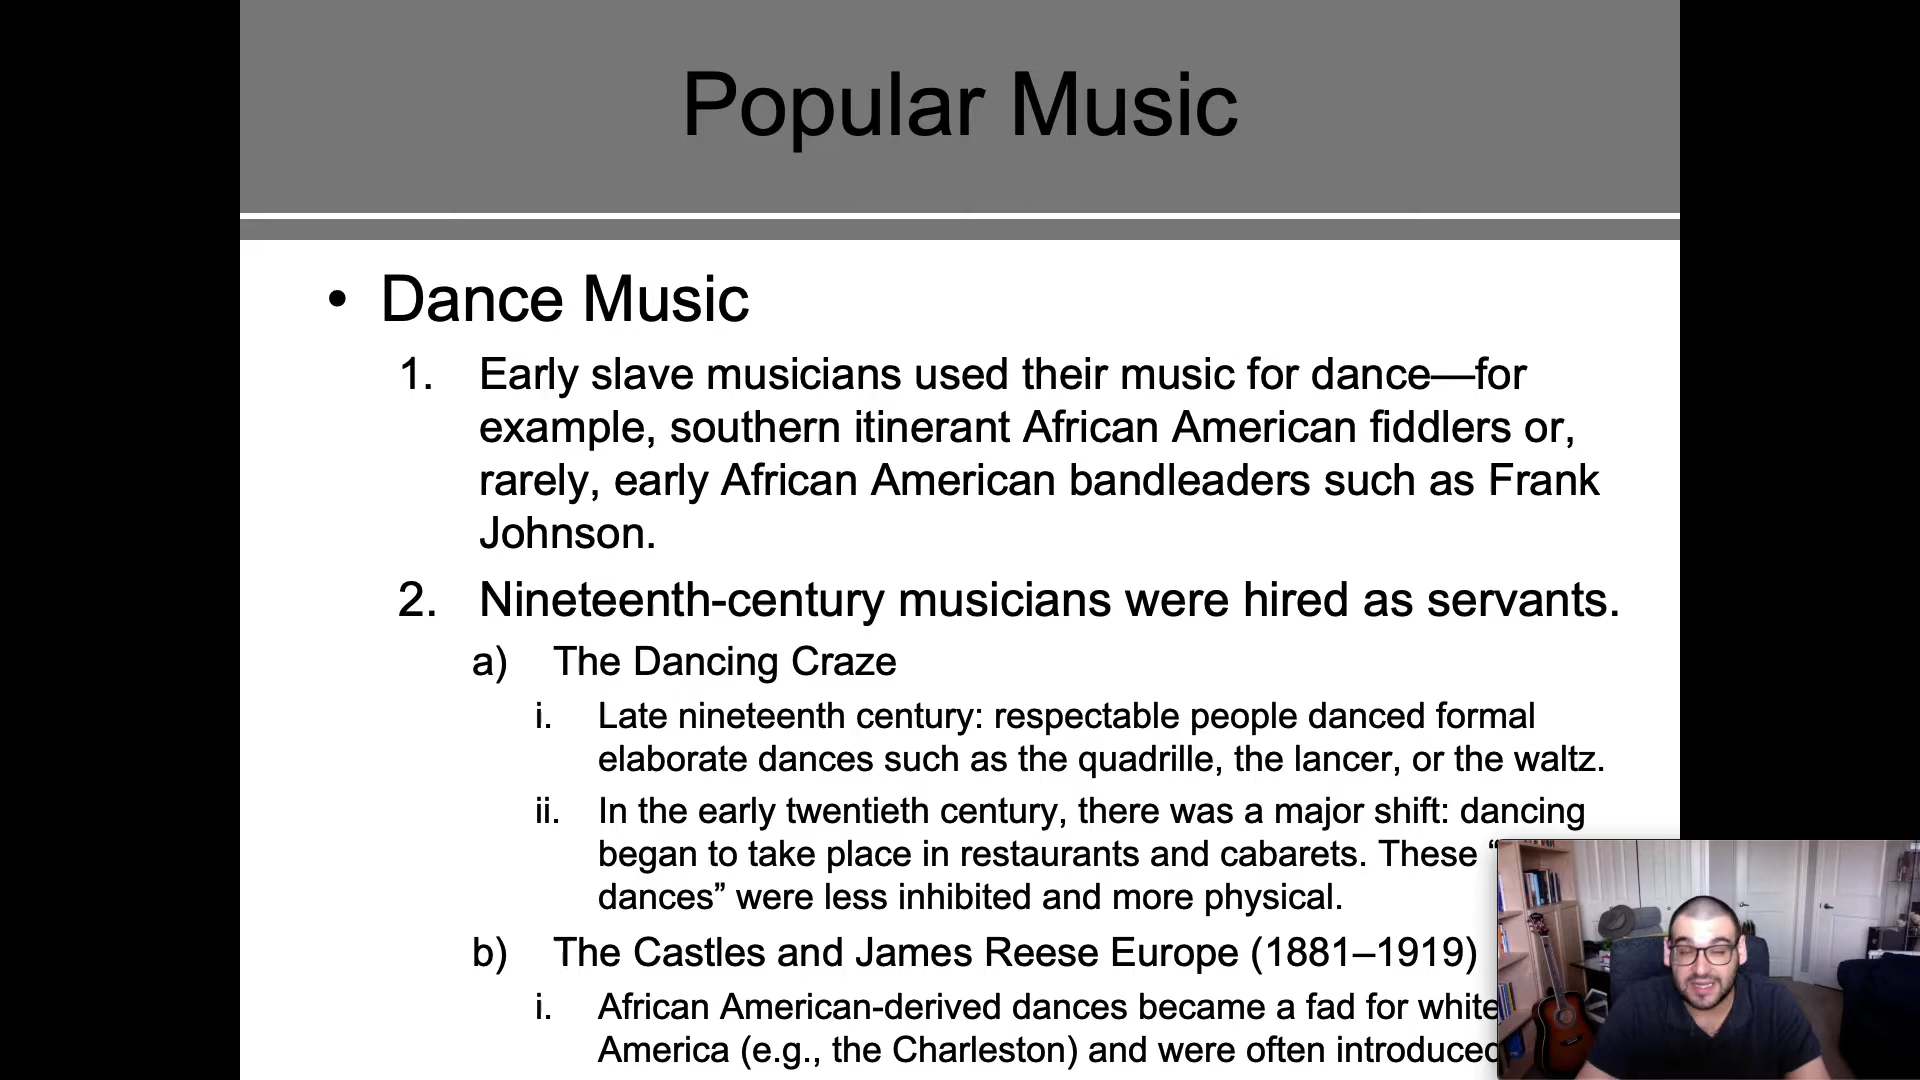 Popular Music
• Dance Music
1. Early slave musicians used their music for dance—for
example, southern itinerant African American fiddlers or,
rarely, early African American bandleaders such as Frank
Johnson.
2. Nineteenth-century musicians were hired as servants.
a) The Dancing Craze
i. Late nineteenth century: respectable people danced formal
elaborate dances such as the quadrille, the lancer, or the waltz.
ii. In the early twentieth century, there was a major shift: dancing
began to take place in restaurants and cabarets. These “
dances” were less inhibited and more physical.
b) The Castles and James Reese Europe (1881–1919)
i. African American-derived dances became a fad for white
America (e.g., the Charleston) and were often introduced